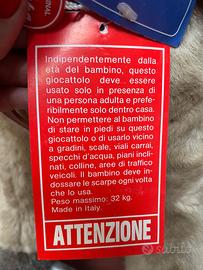 Indipendentemente dalla
età del bambino, questo
giocattolo deve essere
usato solo in presenza di
una persona adulta e prefe-
ribilmente solo dentro casa.
Non permettere al bambino
di stare in piedi su questo
giocattolo o di usarlo vicino
a gradini, scale, viali carrai,
specchi d'acqua, piani incli-
nati, colline, aree di traffico
veicoli. Il bambino deve in-
dossare le scarpe ogni volta
che lo usa.
Peso massimo: 32 kg.
Made in Italy.
ATTENZIONE
subito